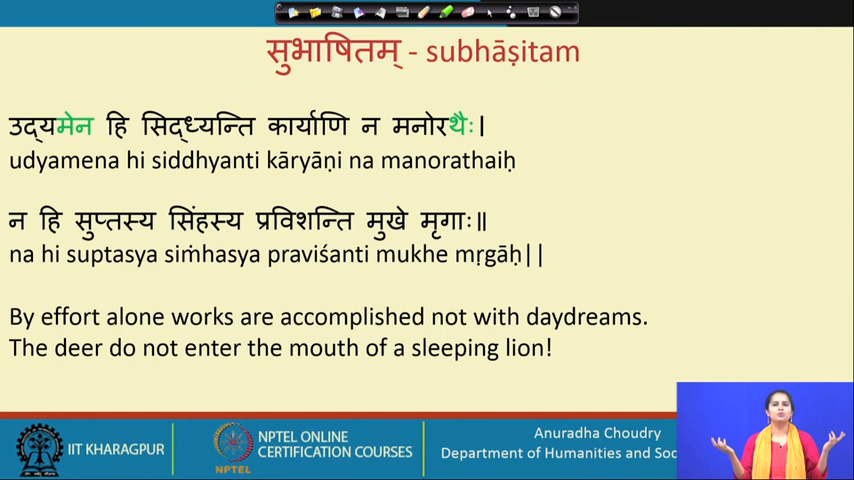 सुभाषितम् - subhāṣitam
उद्यमेन हि सिद्ध्यन्ति कार्याणि न मनोरथैः।
udyamena hi siddhyanti kāryāṇi na manorathaiḥ
न हि सुप्तस्य सिंहस्य प्रविशन्ति मुखे मृगाः॥
na hi suptasya siṁhasya praviśanti mukhe mṛgāḥ||
By effort alone works are accomplished not with daydreams.
The deer do not enter the mouth of a sleeping lion!
IIT KHARAGPUR
NPTEL
NPTEL ONLINE
CERTIFICATION COURSES
Anuradha Choudry
Department of Humanities and Soc